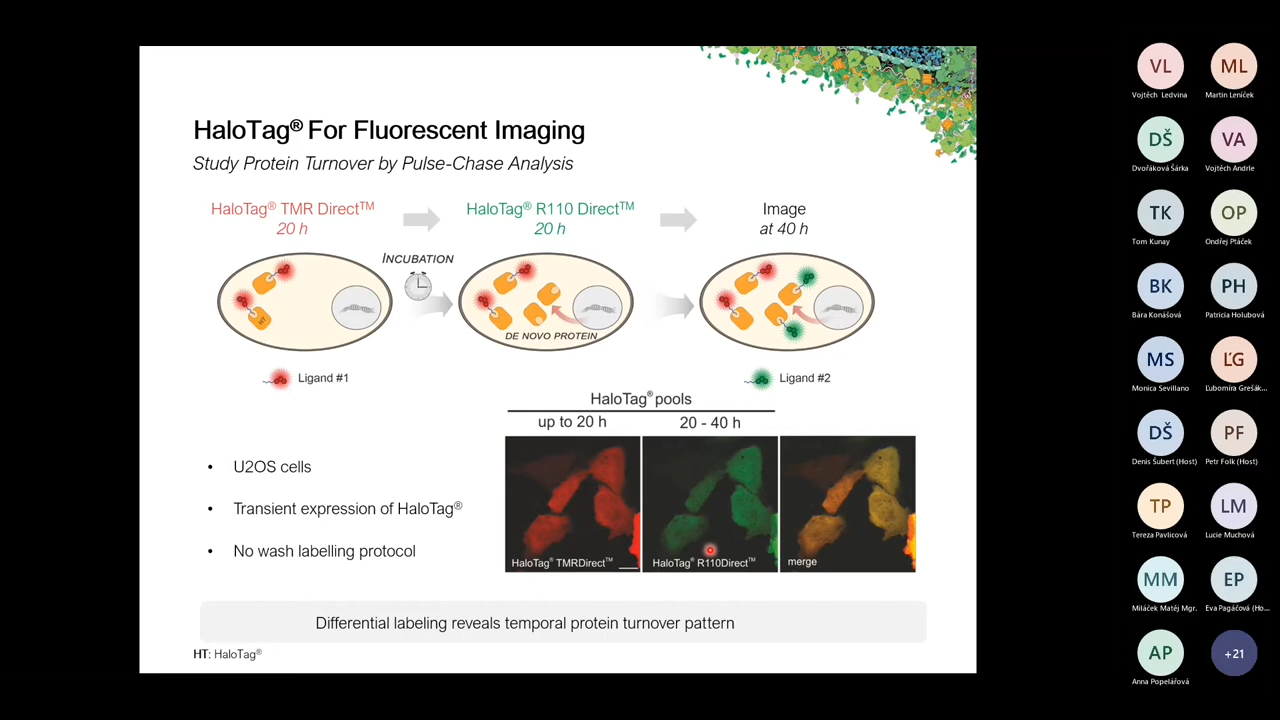 HaloTag® For Fluorescent Imaging
Study Protein Turnover by Pulse-Chase Analysis
HaloTag® TMR Direct™
20 h
HaloTag® R110 Direct™
20 h
Image
at 40 h
INCUBATION
HT
DE NOVO PROTEIN
Ligand #1
Ligand #2
HaloTag® pools
up to 20 h
20 - 40 h
• U2OS cells
• Transient expression of HaloTag®
• No wash labelling protocol
HaloTag® TMRDirect™
HaloTag® R110Direct™
merge
Differential labeling reveals temporal protein turnover pattern
HT: HaloTag®
VL
Vojtěch Ledvina
ML
Martin Leníček
DŠ
Dvořáková Šárka
VA
Vojtěch Andrle
TK
Tom Kunay
OP
Ondřej Ptáček
BK
Bára Konášová
PH
Patricia Holubová
MS
Monica Sevillano
ĽG
Ľubomíra Grešák...
DŠ
Denis Šubert (Host)
PF
Petr Folk (Host)
TP
Tereza Pavlicová
LM
Lucie Muchová
MM
Miláček Matěj Mgr.
EP
Eva Pagáčová (Ho...
AP
Anna Popelářová
+21